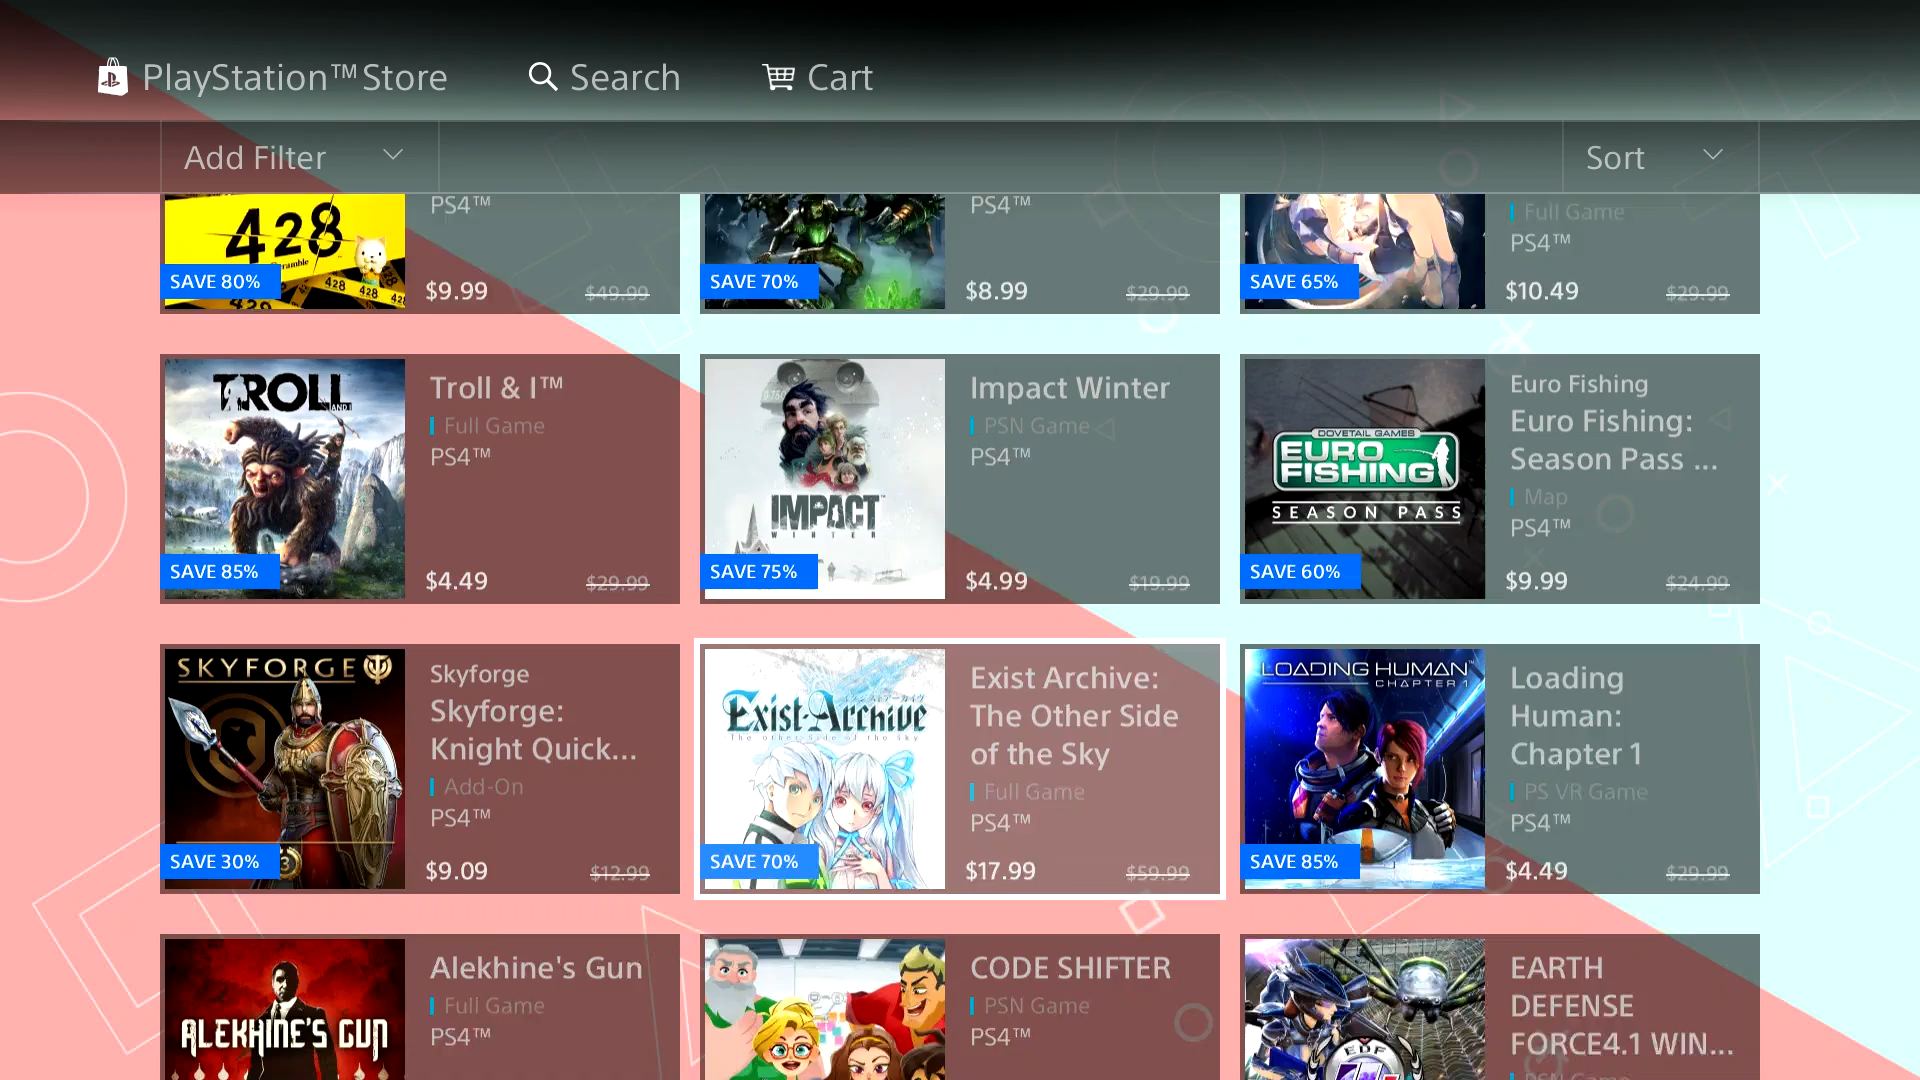 PlayStation™Store
Search
Cart
Add Filter
Sort
428
PS4™
SAVE 80%
$9.99
$49.99
PS4™
SAVE 70%
$8.99
$29.99
Full Game
PS4™
SAVE 65%
$10.49
$29.99
TROLL
AND I
Troll & I™
Full Game
PS4™
SAVE 85%
$4.49
$29.99
IMPACT
WINTER
Impact Winter
PSN Game
PS4™
SAVE 75%
$4.99
$19.99
DOVETAIL GAMES
EURO
FISHING
SEASON PASS
Euro Fishing
Euro Fishing:
Season Pass ...
Map
PS4™
SAVE 60%
$9.99
$24.99
SKYFORGE
Skyforge
Skyforge:
Knight Quick...
Add-On
PS4™
SAVE 30%
$9.09
$12.99
Exist Archive
The Other Side of the Sky
Exist Archive:
The Other Side
of the Sky
Full Game
PS4™
SAVE 70%
$17.99
$59.99
LOADING HUMAN™
CHAPTER 1
Loading
Human:
Chapter 1
PS VR Game
PS4™
SAVE 85%
$4.49
$29.99
ALEKHINE'S GUN
Alekhine's Gun
Full Game
PS4™
CODE SHIFTER
PSN Game
PS4™
EDF
EARTH
DEFENSE
FORCE4.1 WIN...
PSN Game